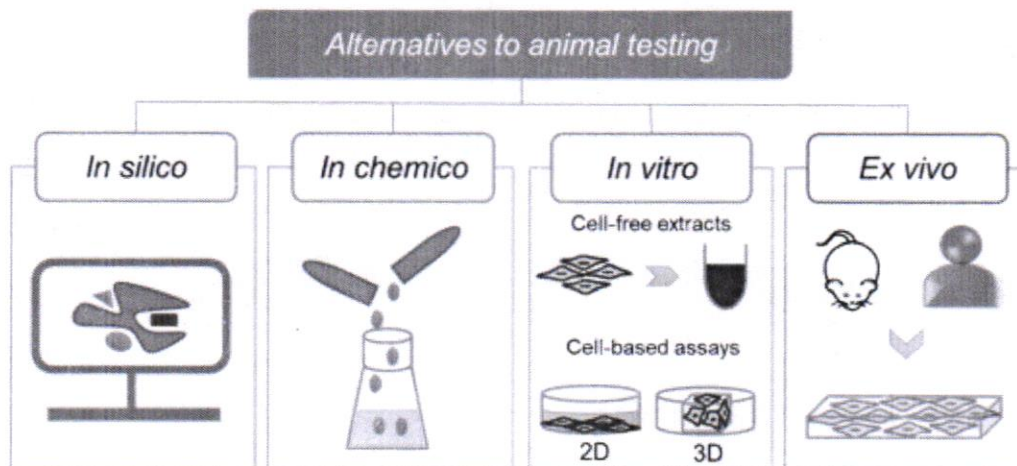 Alternatives to animal testing
In silico
In chemico
In vitro
Ex vivo
Cell-free extracts
Cell-based assays
2D
3D